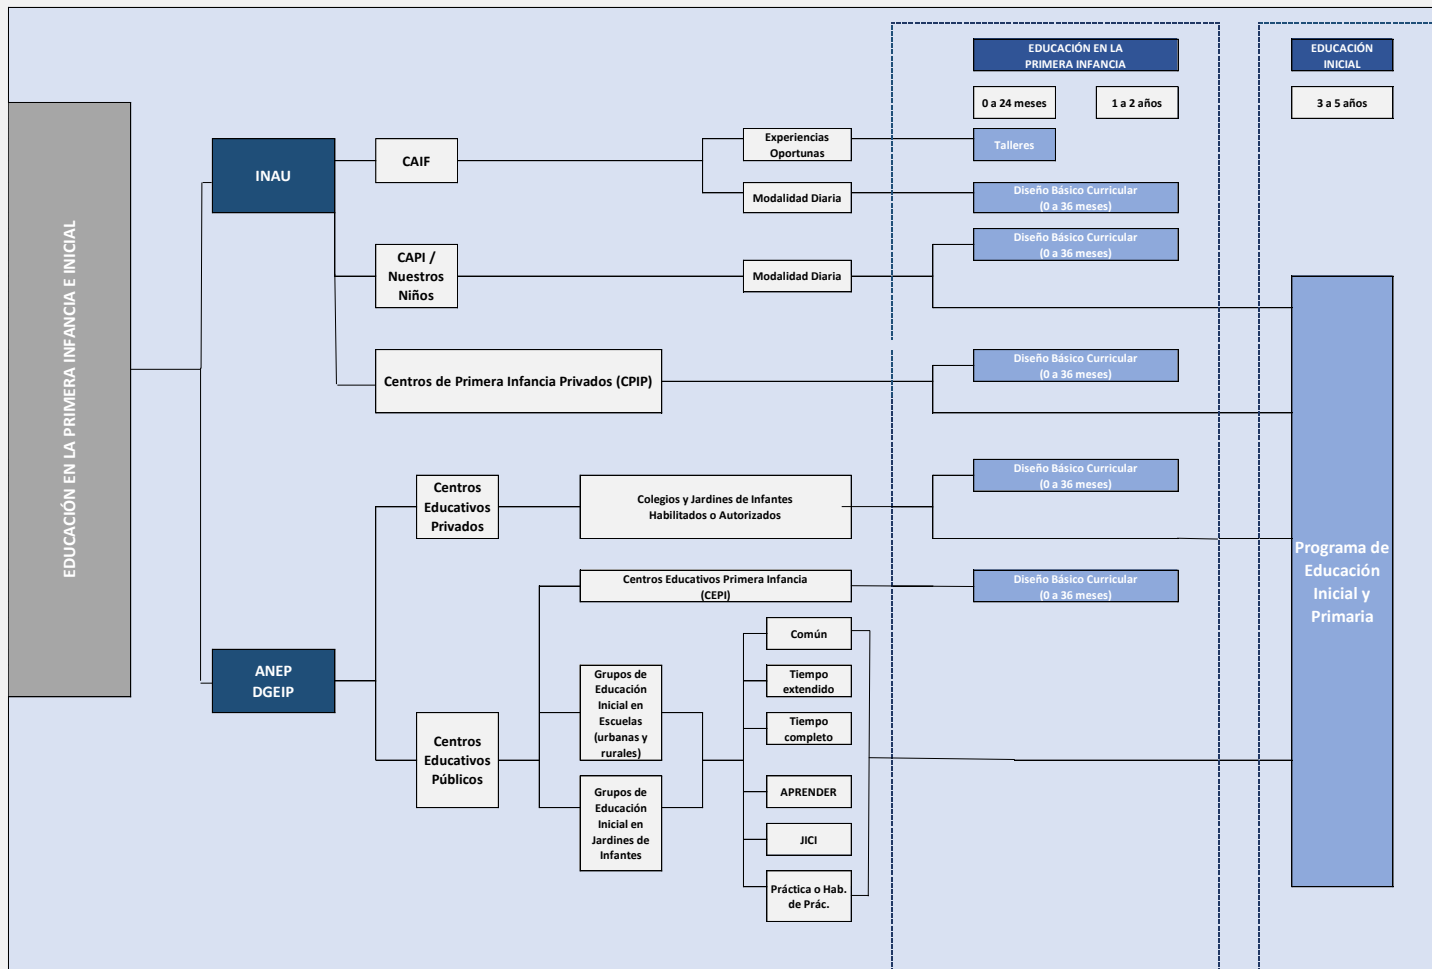 EDUCACIÓN EN LA PRIMERA INFANCIA E INICIAL
EDUCACIÓN EN LA
PRIMERA INFANCIA
EDUCACIÓN
INICIAL
0 a 24 meses
1 a 2 años
3 a 5 años
INAU
CAIF
Experiencias
Oportunas
Talleres
Modalidad Diaria
Diseño Básico Curricular
(0 a 36 meses)
CAPI /
Nuestros
Niños
Modalidad Diaria
Diseño Básico Curricular
(0 a 36 meses)
Centros de Primera Infancia Privados (CPIP)
Diseño Básico Curricular
(0 a 36 meses)
Centros
Educativos
Privados
Colegios y Jardines de Infantes
Habilitados o Autorizados
Diseño Básico Curricular
(0 a 36 meses)
Centros Educativos Primera Infancia
(CEPI)
Diseño Básico Curricular
(0 a 36 meses)
Programa de
Educación
Inicial y
Primaria
ANEP
DGEIP
Centros
Educativos
Públicos
Grupos de
Educación
Inicial en
Escuelas
(urbanas y
rurales)
Grupos de
Educación
Inicial en
Jardines de
Infantes
Común
Tiempo
extendido
Tiempo
completo
APRENDER
JICI
Práctica o Hab.
de Prác.